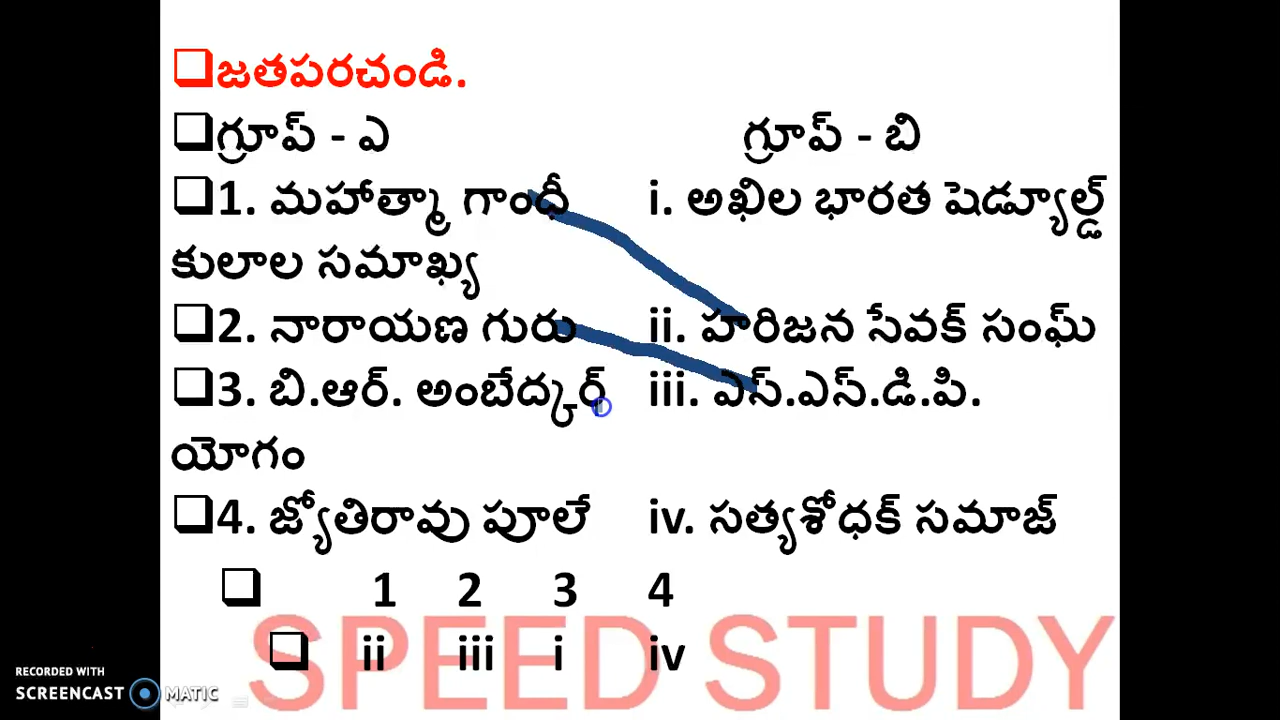 ❑జతపరచండి.
❑గ్రూప్ - ఎ గ్రూప్ - బి
❑1. మహాత్మా గాంధీ i. అఖిల భారత షెడ్యూల్డ్
కులాల సమాఖ్య
❑2. నారాయణ గురు ii. హరిజన సేవక్ సంఘ్
❑3. బి.ఆర్. అంబేద్కర్ iii. ఎస్.ఎస్.డి.పి.
యోగం
❑4. జ్యోతిరావు పూలే iv. సత్యశోధక్ సమాజ్
❑ 1 2 3 4
❑ ii iii i iv
SPEED STUDY
RECORDED WITH
SCREENCAST MATIC